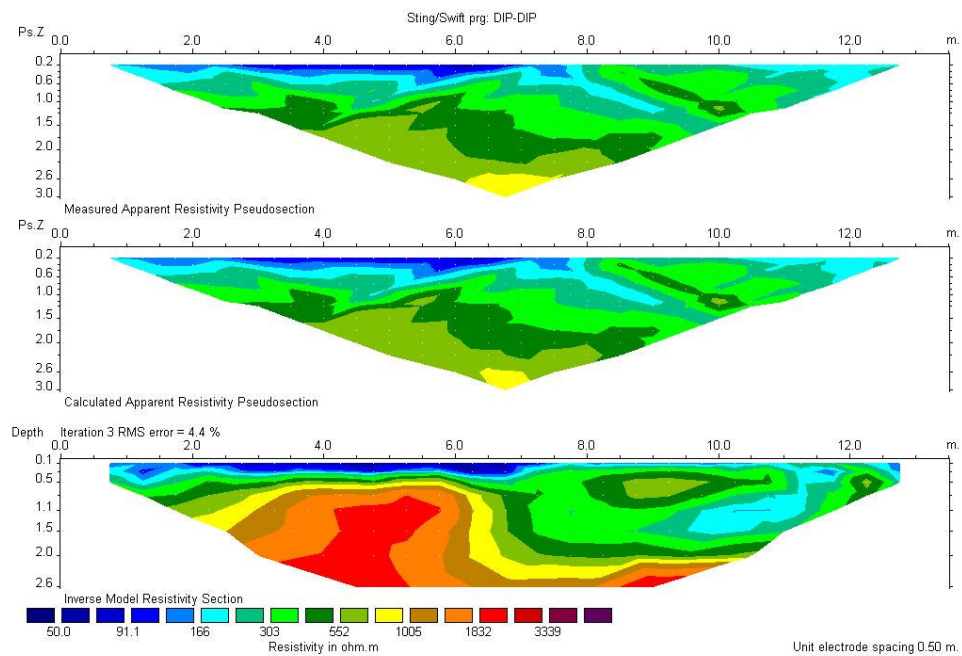 Sting/Swift prg: DIP-DIP
Ps.Z 0.0 2.0 4.0 6.0 8.0 10.0 12.0 m.
0.2
0.6
1.0
1.5
2.0
2.6
3.0
Measured Apparent Resistivity Pseudosection
Ps.Z 0.0 2.0 4.0 6.0 8.0 10.0 12.0 m.
0.2
0.6
1.0
1.5
2.0
2.6
3.0
Calculated Apparent Resistivity Pseudosection
Depth Iteration 3 RMS error = 4.4 %
0.0 2.0 4.0 6.0 8.0 10.0 12.0 m.
0.1
0.5
1.1
2.0
2.6
Inverse Model Resistivity Section
50.0 91.1 166 303 552 1005 1832 3339
Resistivity in ohm.m Unit electrode spacing 0.50 m.